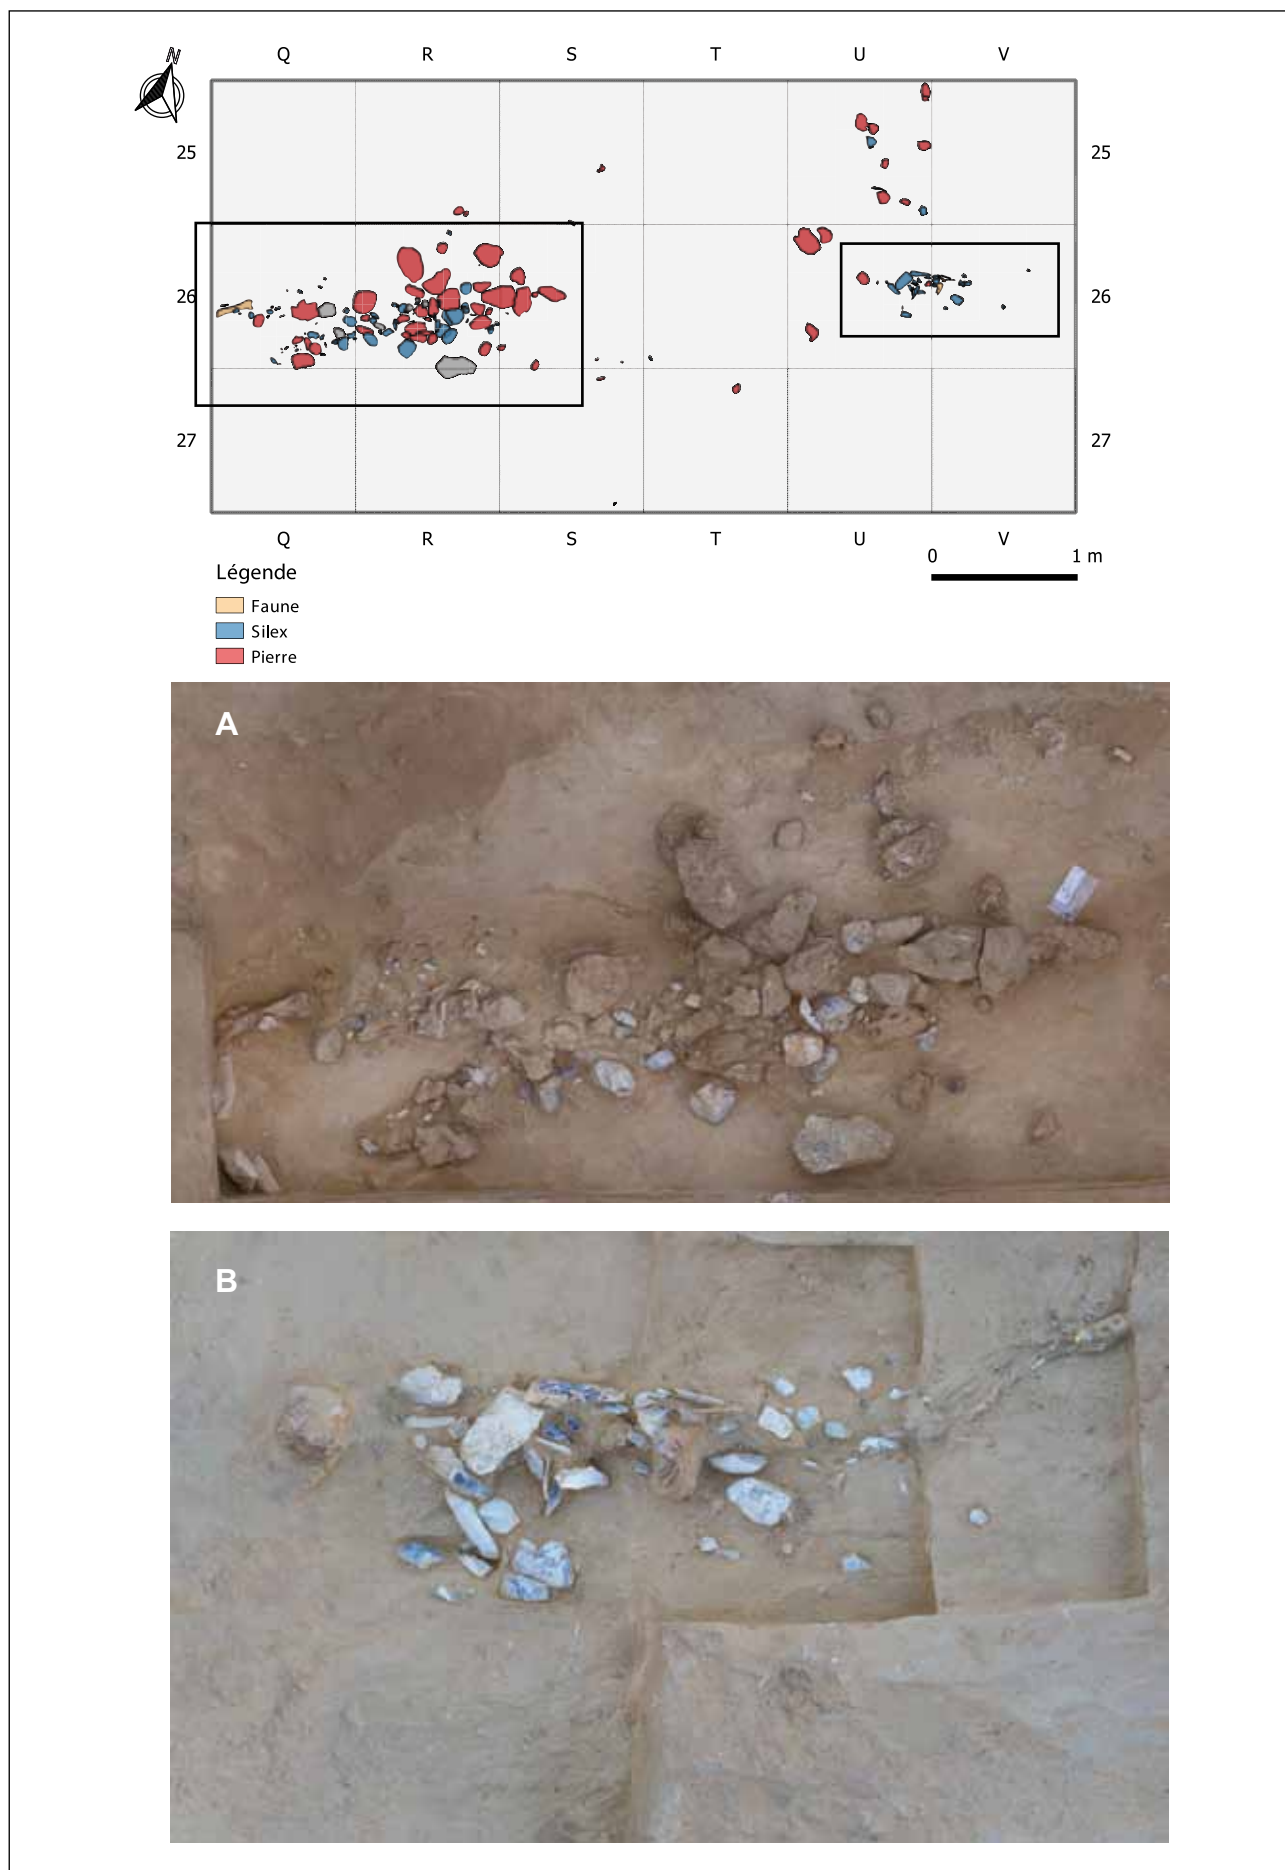 N
Q R S T U V
25 25
26 26
27 27
Q R S T U V
0 1 m
Légende
Faune
Silex
Pierre
A
B